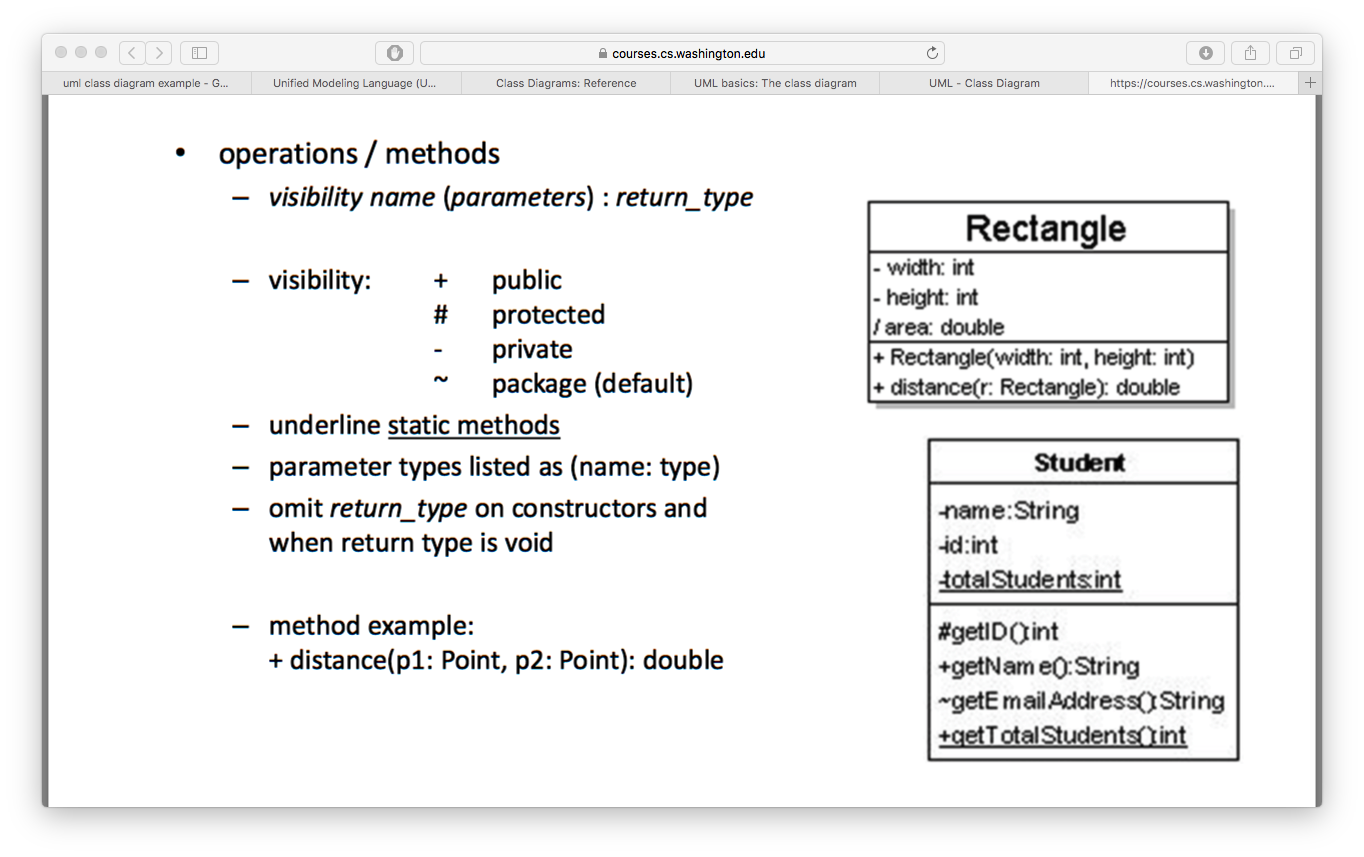 courses.cs.washington.edu
uml class diagram example - G...
Unified Modeling Language (U...
Class Diagrams: Reference
UML basics: The class diagram
UML - Class Diagram
https://courses.cs.washington....
• operations / methods
– visibility name (parameters) : return_type
– visibility: + public
# protected
- private
~ package (default)
– underline static methods
– parameter types listed as (name: type)
– omit return_type on constructors and
when return type is void
– method example:
+ distance(p1: Point, p2: Point): double
Rectangle
- width: int
- height: int
/ area: double
+ Rectangle(width: int, height: int)
+ distance(r: Rectangle): double
Student
-name:String
-id:int
-totalStudents:int
#getID():int
+getName():String
~getEmailAddress():String
+getTotalStudents():int